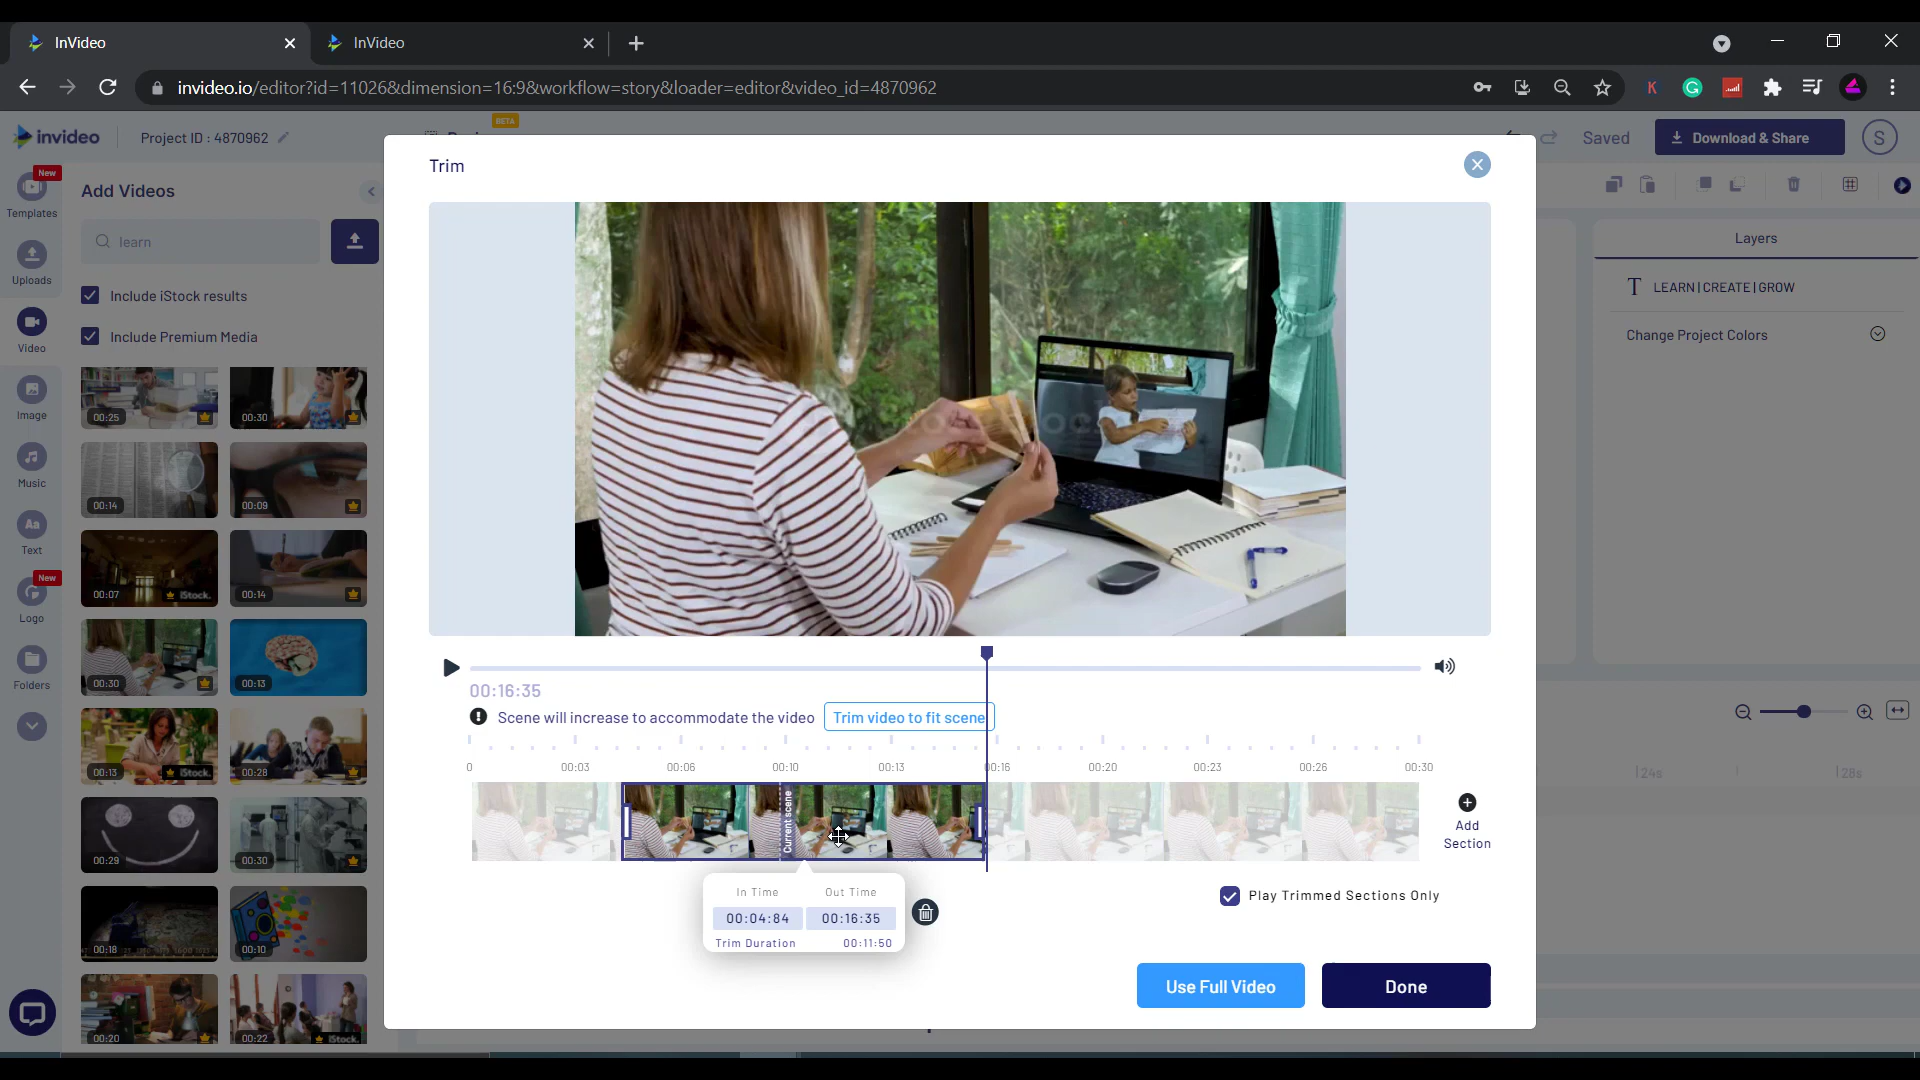 InVideo
InVideo
invideo.io/editor?id=11026&dimension=16:9&workflow=story&loader=editor&video_id=4870962
K
BETA
invideo
Project ID : 4870962
Saved
Download & Share
S
Trim
New
Templates
Uploads
Video
Image
Music
Aa
Text
New
Logo
Folders
Add Videos
learn
Include iStock results
Include Premium Media
00:25
00:30
00:14
00:09
00:07
iStock.
00:14
00:30
00:13
00:13
iStock.
00:28
00:29
00:30
00:18
00:10
00:20
00:22
iStock.
Layers
T LEARN | CREATE | GROW
Change Project Colors
00:16:35
Scene will increase to accommodate the video
Trim video to fit scene
0 00:03 00:06 00:10 00:13 00:16 00:20 00:23 00:26 00:30
Current scene
Add
Section
In Time Out Time
00:04:84 00:16:35
Trim Duration 00:11:50
Play Trimmed Sections Only
Use Full Video
Done
24s
28s